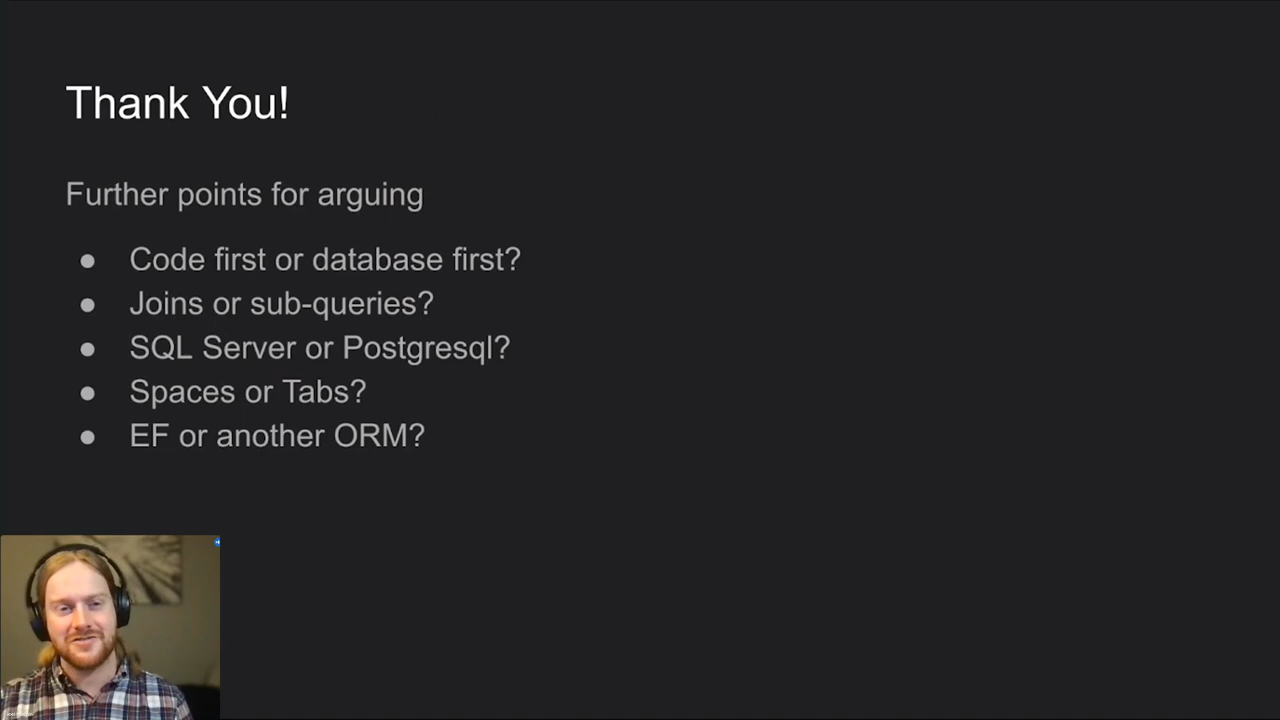 Thank You!
Further points for arguing
● Code first or database first?
● Joins or sub-queries?
● SQL Server or Postgresql?
● Spaces or Tabs?
● EF or another ORM?